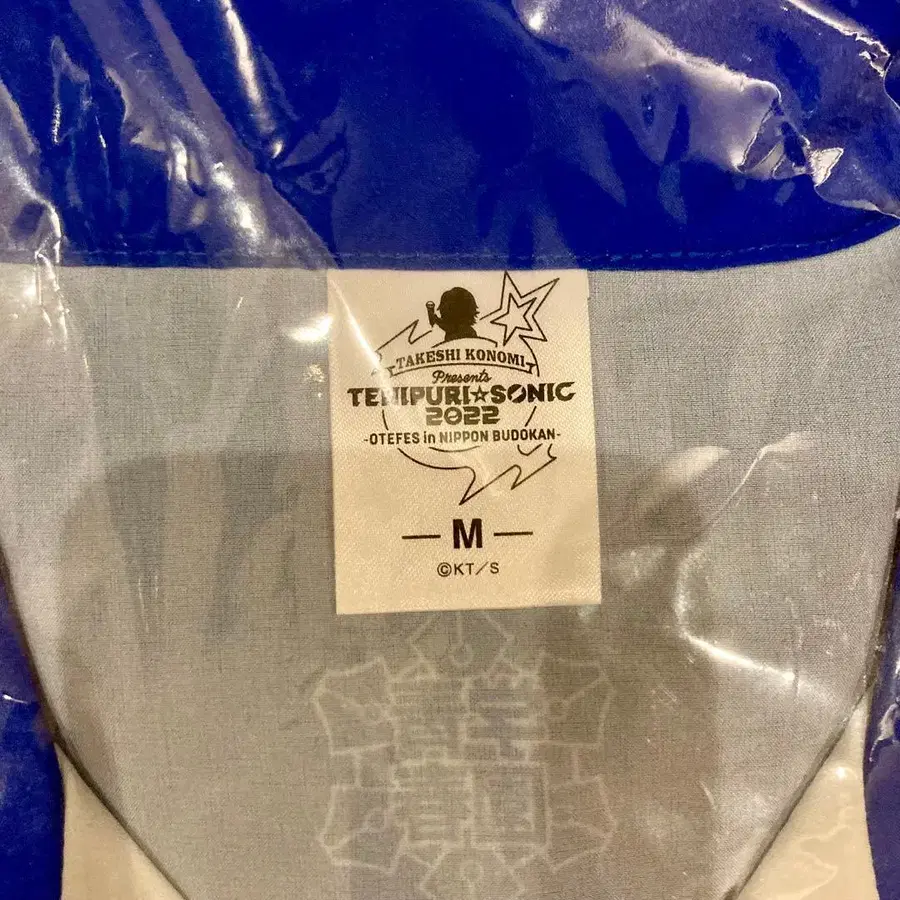 TAKESHI KONOMI
Presents
TENIPURI☆SONIC
2022
-OTEFES in NIPPON BUDOKAN-
— M —
©KT/S